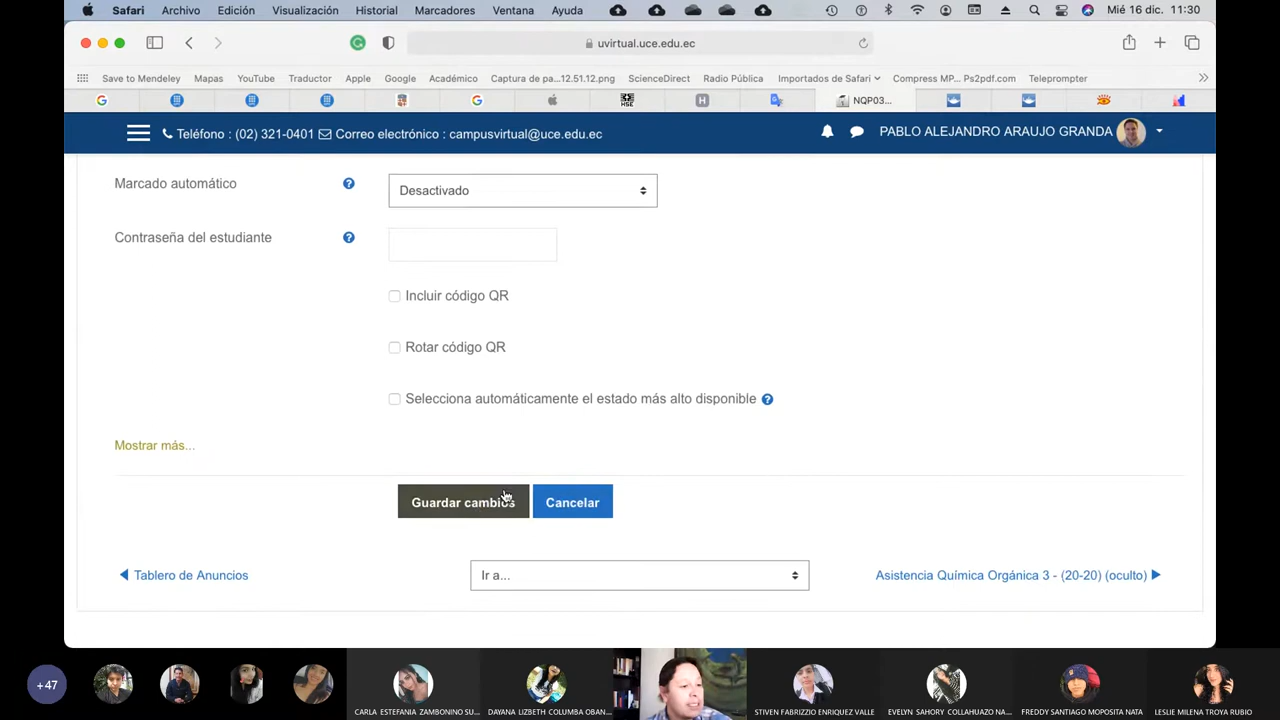 Safari Archivo Edición Visualización Historial Marcadores Ventana Ayuda Mié 16 dic. 11:30
uvirtual.uce.edu.ec
Save to Mendeley Mapas YouTube Traductor Apple Google Académico Captura de pa...12.51.12.png ScienceDirect Radio Pública Importados de Safari Compress MP... Ps2pdf.com Teleprompter
NQP03...
Teléfono : (02) 321-0401 Correo electrónico : campusvirtual@uce.edu.ec PABLO ALEJANDRO ARAUJO GRANDA
Marcado automático ? Desactivado
Contraseña del estudiante ?
Incluir código QR
Rotar código QR
Selecciona automáticamente el estado más alto disponible ?
Mostrar más...
Guardar cambios Cancelar
Tablero de Anuncios Ir a... Asistencia Química Orgánica 3 - (20-20) (oculto)
+47
CARLA ESTEFANIA ZAMBONINO SU... DAYANA LIZBETH COLUMBA OBAN... STIVEN FABRIZZIO ENRIQUEZ VALLE EVELYN SAHORY COLLAHUAZO NA... FREDDY SANTIAGO MOPOSITA NATA LESLIE MILENA TROYA RUBIO